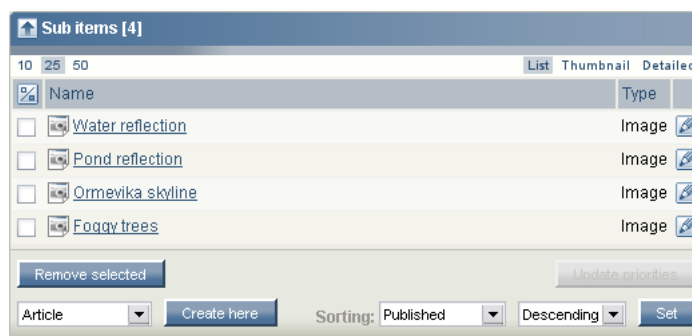 Sub items [4]
10 25 50 List Thumbnail Detailed
Name Type
Water reflection Image
Pond reflection Image
Ormevika skyline Image
Foggy trees Image
Remove selected Update priorities
Article Create here Sorting: Published Descending Set